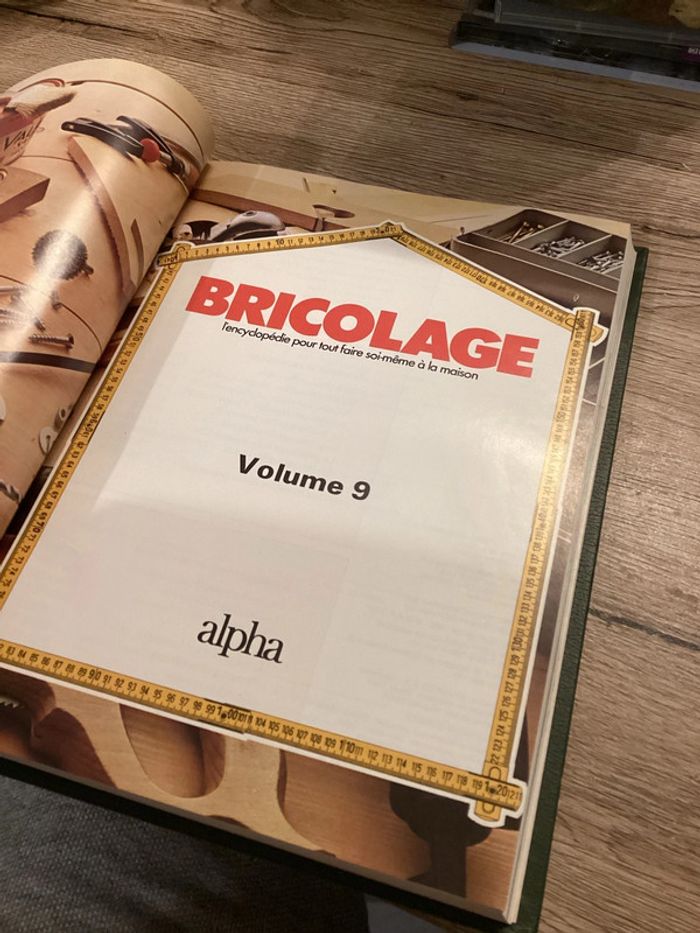 BRICOLAGE
l'encyclopédie pour tout faire soi-même à la maison
Volume 9
alpha